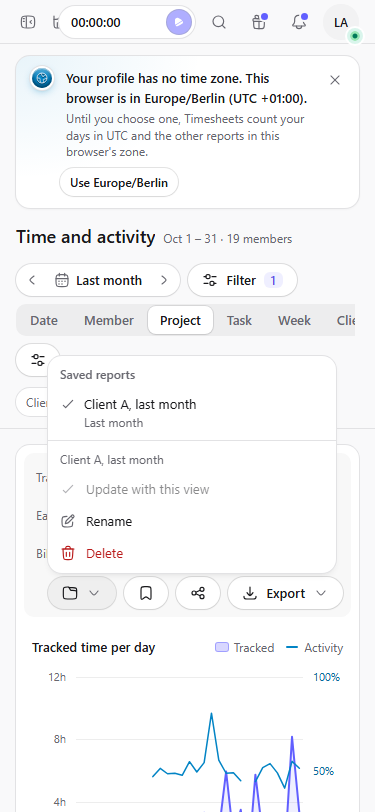 00:00:00
LA
Your profile has no time zone. This
browser is in Europe/Berlin (UTC +01:00).
Until you choose one, Timesheets count your
days in UTC and the other reports in this
browser's zone.
Use Europe/Berlin
Time and activity Oct 1 – 31 · 19 members
Last month Filter 1
Date Member Project Task Week Clie
Saved reports
Client A, last month
Last month
Client A, last month
Update with this view
Rename
Delete
Export
Tracked time per day Tracked Activity
12h 100%
8h
50%
4h